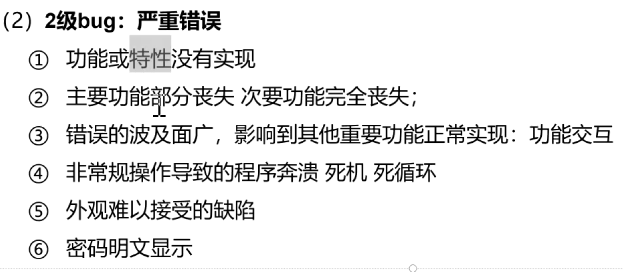 （2）2级bug：严重错误
① 功能或特性没有实现
② 主要功能部分丧失 次要功能完全丧失；
③ 错误的波及面广，影响到其他重要功能正常实现：功能交互
④ 非常规操作导致的程序奔溃 死机 死循环
⑤ 外观难以接受的缺陷
⑥ 密码明文显示